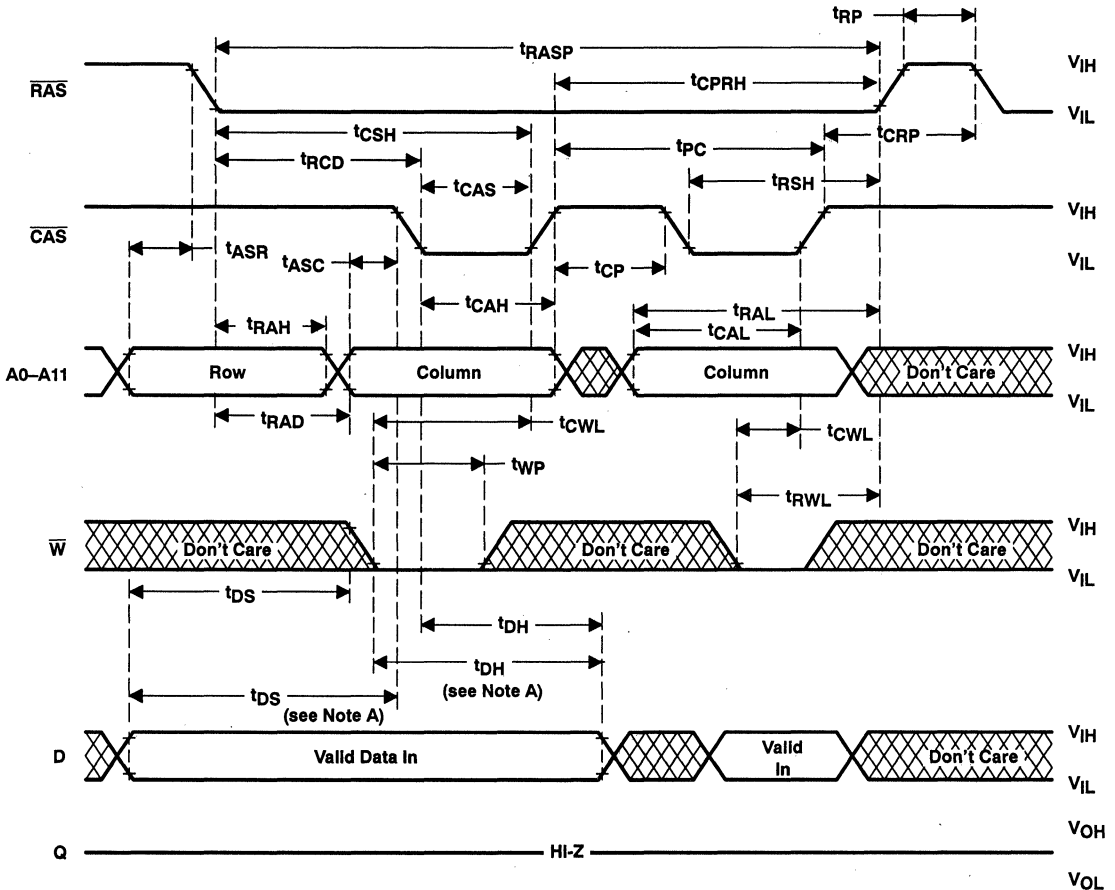 tRP
tRASP
VIH
RAS
tCPRH
VIL
tCSH
tCRP
tRCD
tPC
tCAS
tRSH
VIH
CAS
VIL
tASR
tASC
tCP
tCAH
tRAL
tRAH
tCAL
VIH
A0–A11
Row
Column
Column
Don't Care
VIL
tRAD
tCWL
tCWL
tWP
tRWL
VIH
W
Don't Care
Don't Care
Don't Care
VIL
tDS
tDH
tDH
(see Note A)
tDS
(see Note A)
VIH
D
Valid Data In
Valid
In
Don't Care
VIL
VOH
Q
HI-Z
VOL